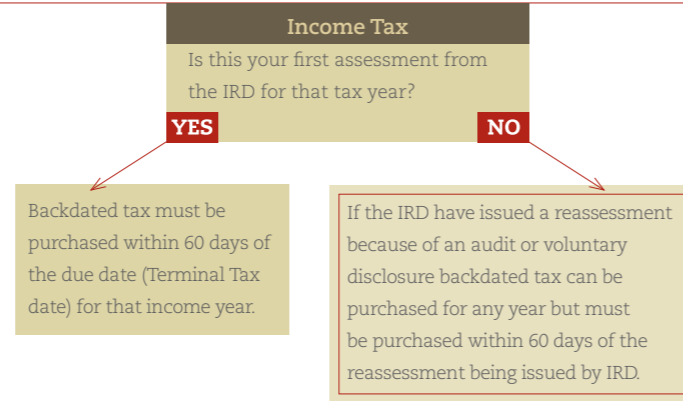 Income Tax
Is this your first assessment from
the IRD for that tax year?
YES
NO
Backdated tax must be
purchased within 60 days of
the due date (Terminal Tax
date) for that income year.
If the IRD have issued a reassessment
because of an audit or voluntary
disclosure backdated tax can be
purchased for any year but must
be purchased within 60 days of the
reassessment being issued by IRD.